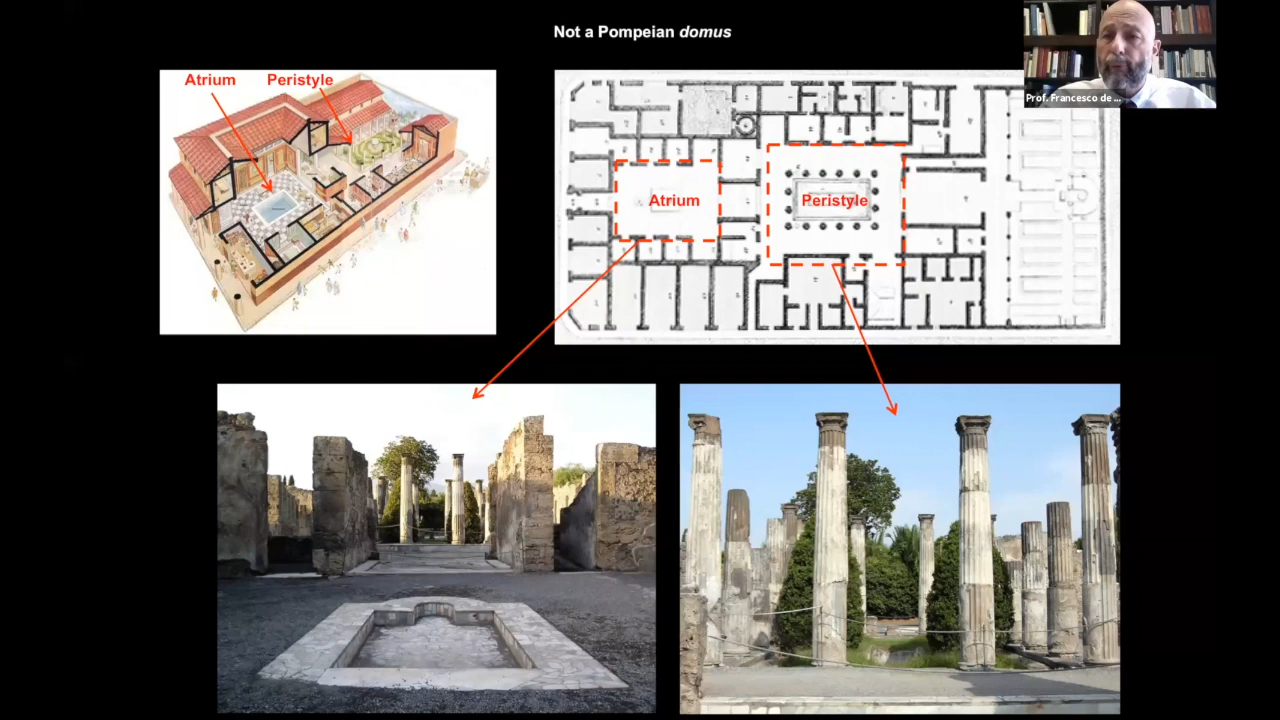 Not a Pompeian domus
Prof. Francesco de ...
Atrium Peristyle
Atrium Peristyle